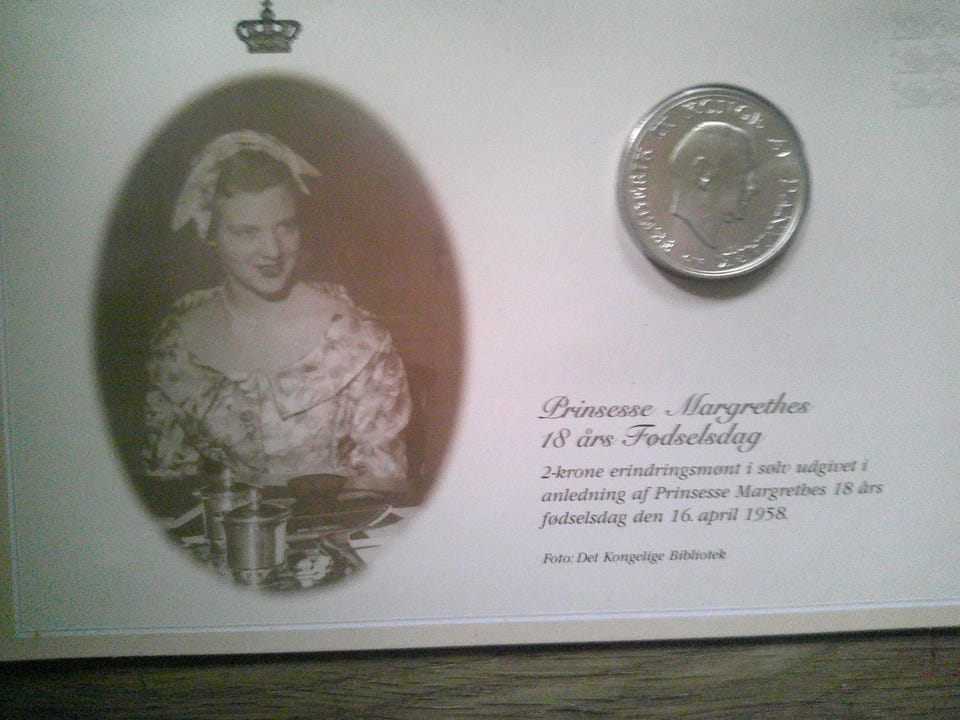 Prinsesse Margrethes
18 års Fødselsdag
2-krone erindringsmønt i sølv udgivet i
anledning af Prinsesse Margrethes 18 års
fødselsdag den 16. april 1958.
Foto: Det Kongelige Bibliotek